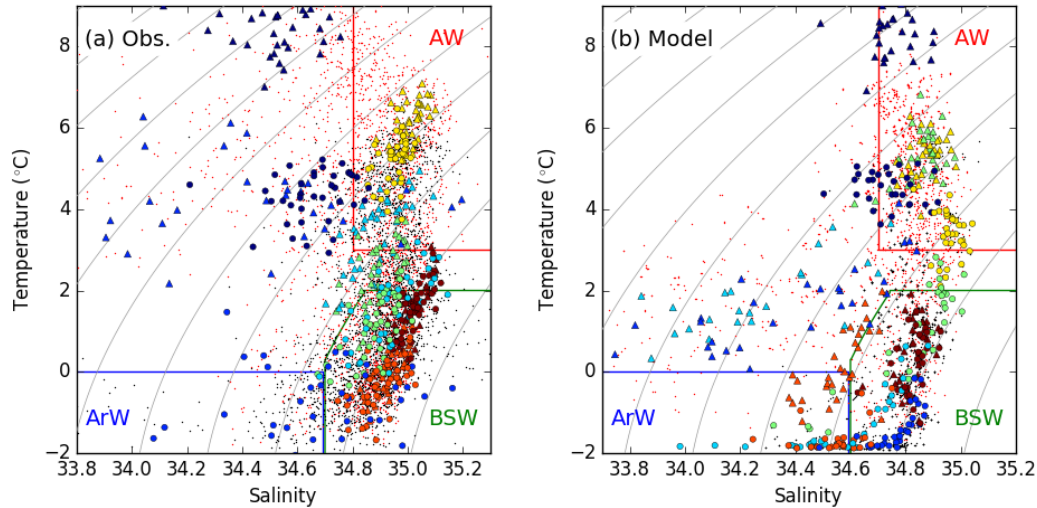 (a) Obs.
AW
ArW
BSW
8
6
4
2
0
−2
Temperature (°C)
33.8 34.0 34.2 34.4 34.6 34.8 35.0 35.2
Salinity
(b) Model
AW
ArW
BSW
8
6
4
2
0
−2
Temperature (°C)
33.8 34.0 34.2 34.4 34.6 34.8 35.0 35.2
Salinity